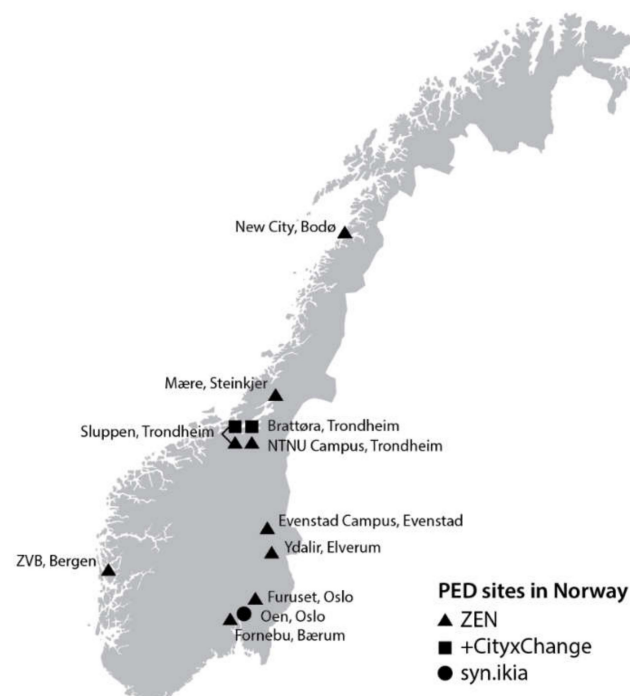 New City, Bodø
Mære, Steinkjer
Sluppen, Trondheim
Brattøra, Trondheim
NTNU Campus, Trondheim
Evenstad Campus, Evenstad
Ydalir, Elverum
ZVB, Bergen
Furuset, Oslo
Oen, Oslo
Fornebu, Bærum
PED sites in Norway
ZEN
+CityxChange
syn.ikia